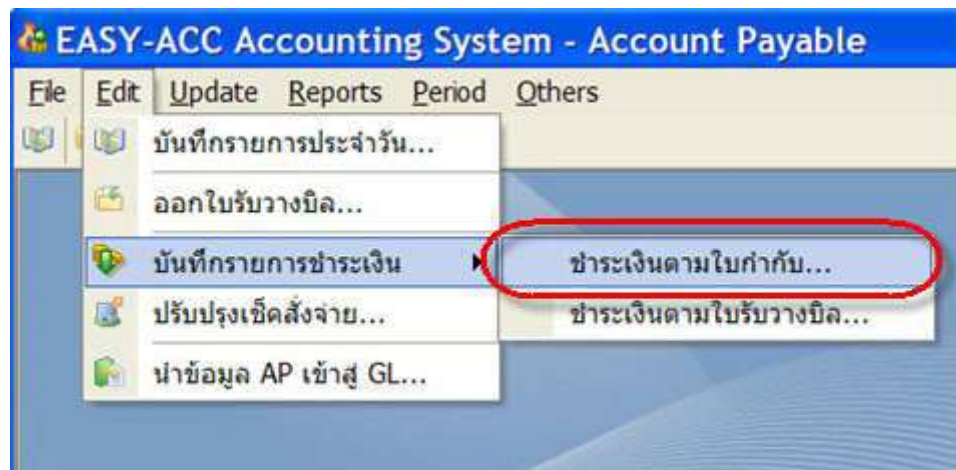 EASY-ACC Accounting System - Account Payable
File Edit Update Reports Period Others
บันทึกรายการประจำวัน...
ออกใบรับวางบิล...
บันทึกรายการชำระเงิน
ชำระเงินตามใบกำกับ...
ปรับปรุงเช็คสั่งจ่าย...
ชำระเงินตามใบรับวางบิล...
นำข้อมูล AP เข้าสู่ GL...